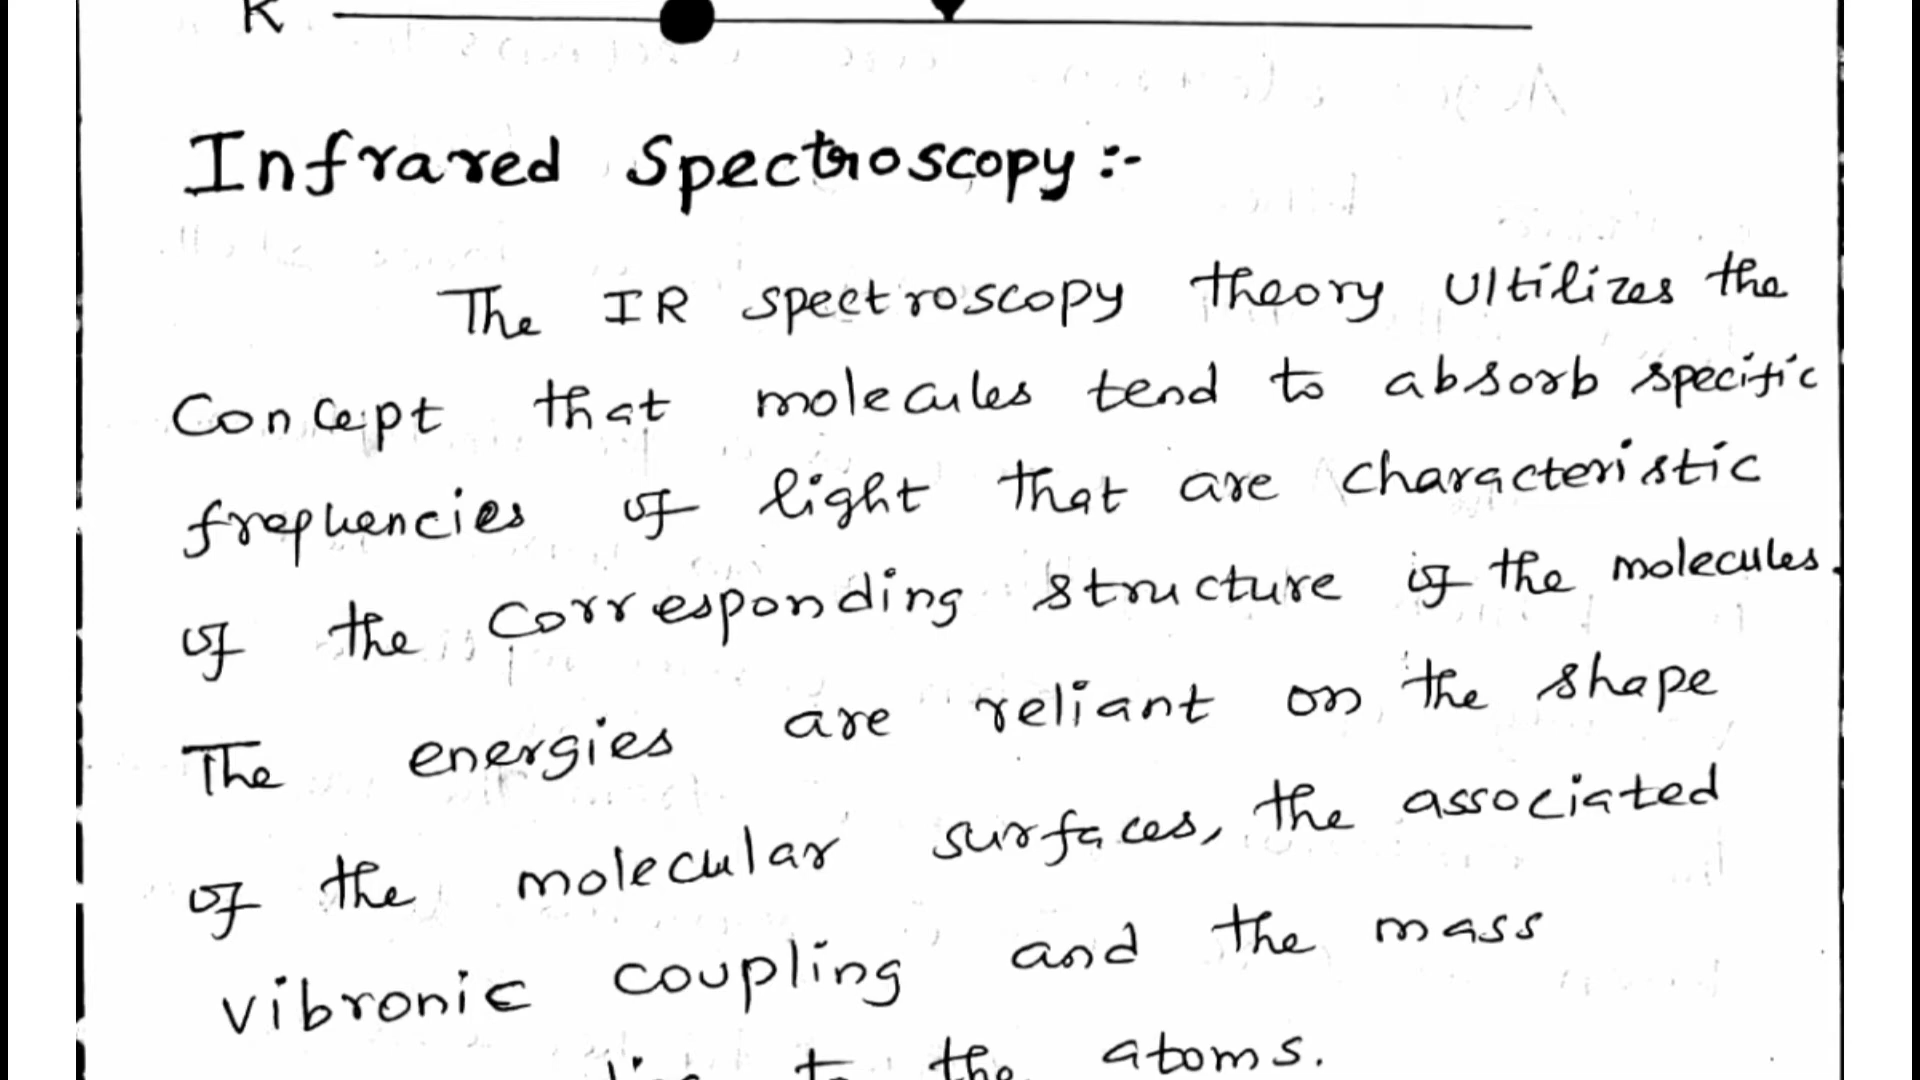 K
Infrared Spectroscopy :-
The IR spectroscopy theory Ultilizes the
Concept that molecules tend to absorb specific
frequencies of light that are characteristic
of the Corresponding structure of the molecules.
The energies are reliant on the shape
of the molecular surfaces, the associated
vibronic coupling and the mass
to the atoms.